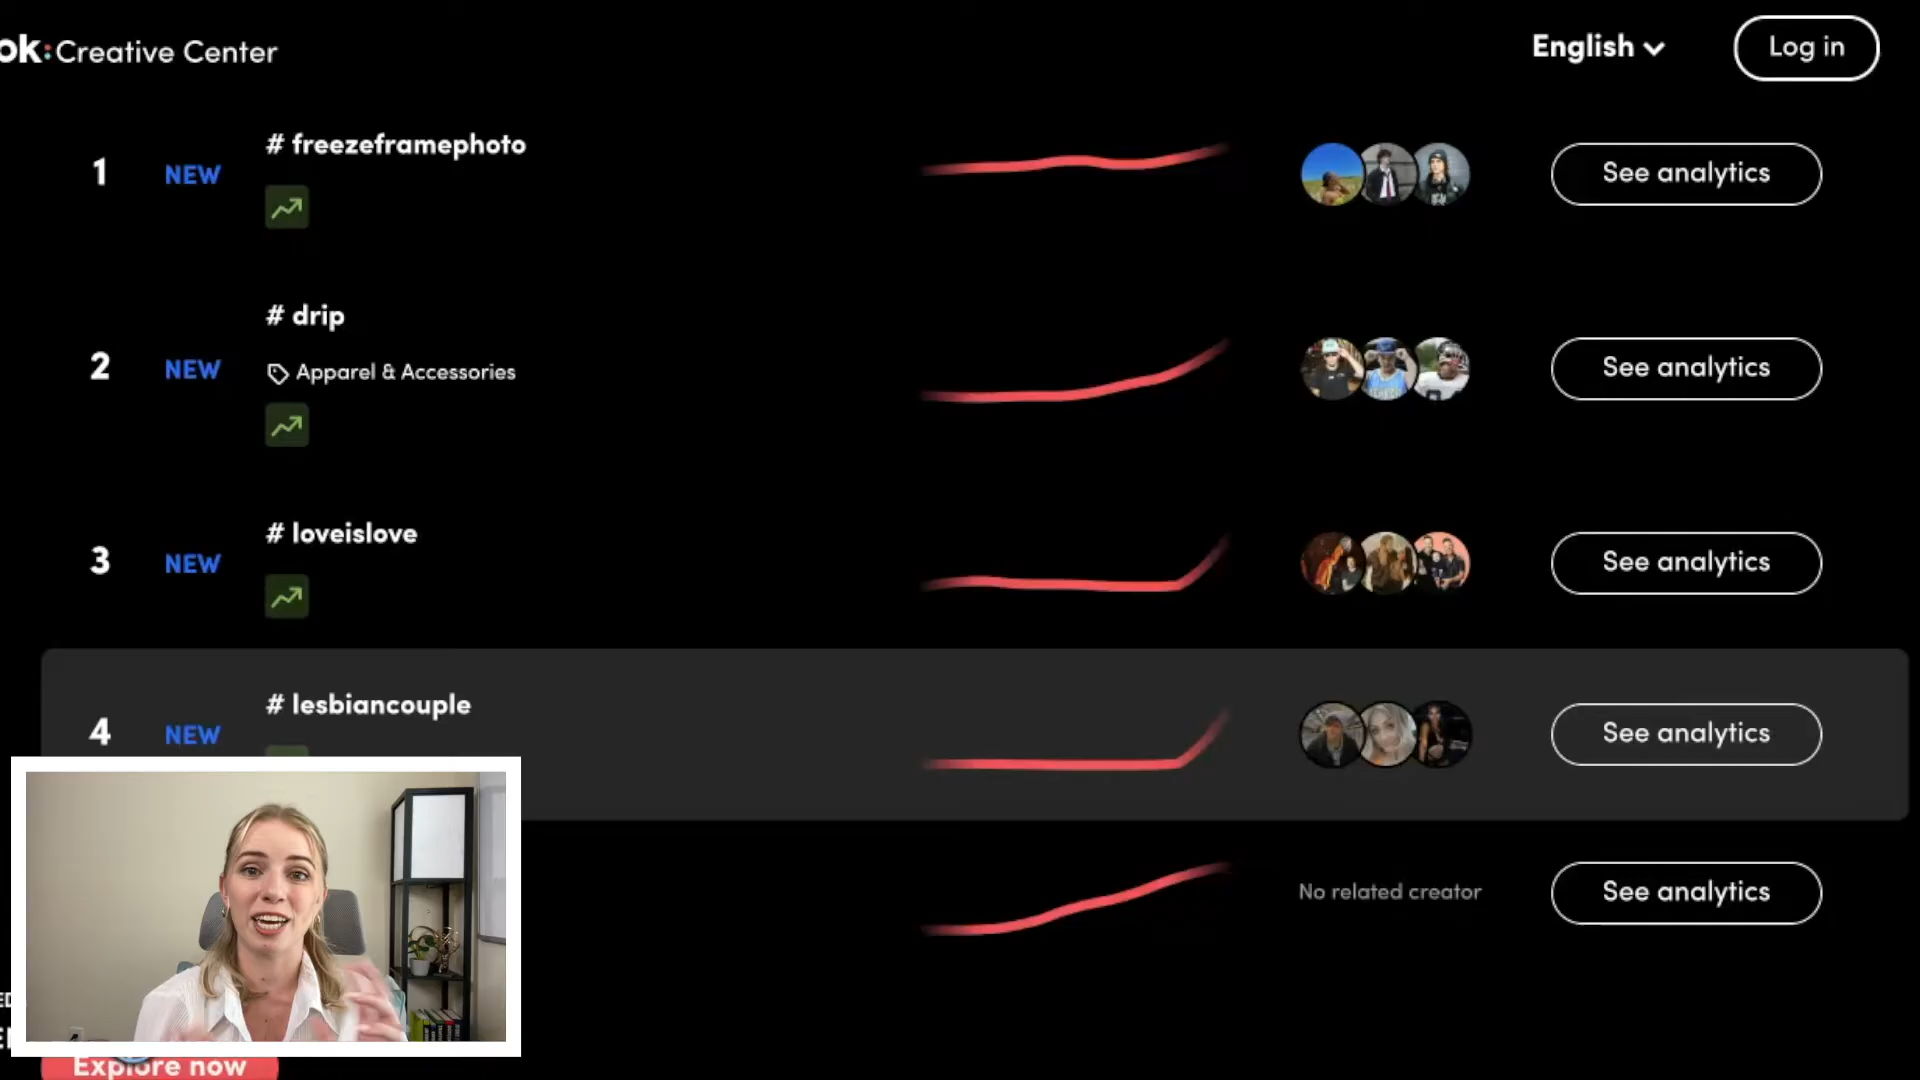 ok:Creative Center
English
Log in
# freezeframephoto
1
NEW
See analytics
# drip
2
NEW
Apparel & Accessories
See analytics
# loveislove
3
NEW
See analytics
# lesbiancouple
4
NEW
See analytics
No related creator
See analytics
Explore now